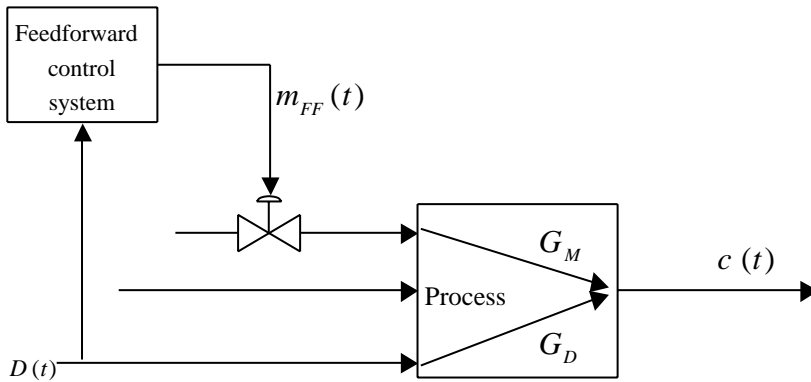 Feedforward
control
system
m_FF (t)
G_M
c (t)
Process
G_D
D (t)